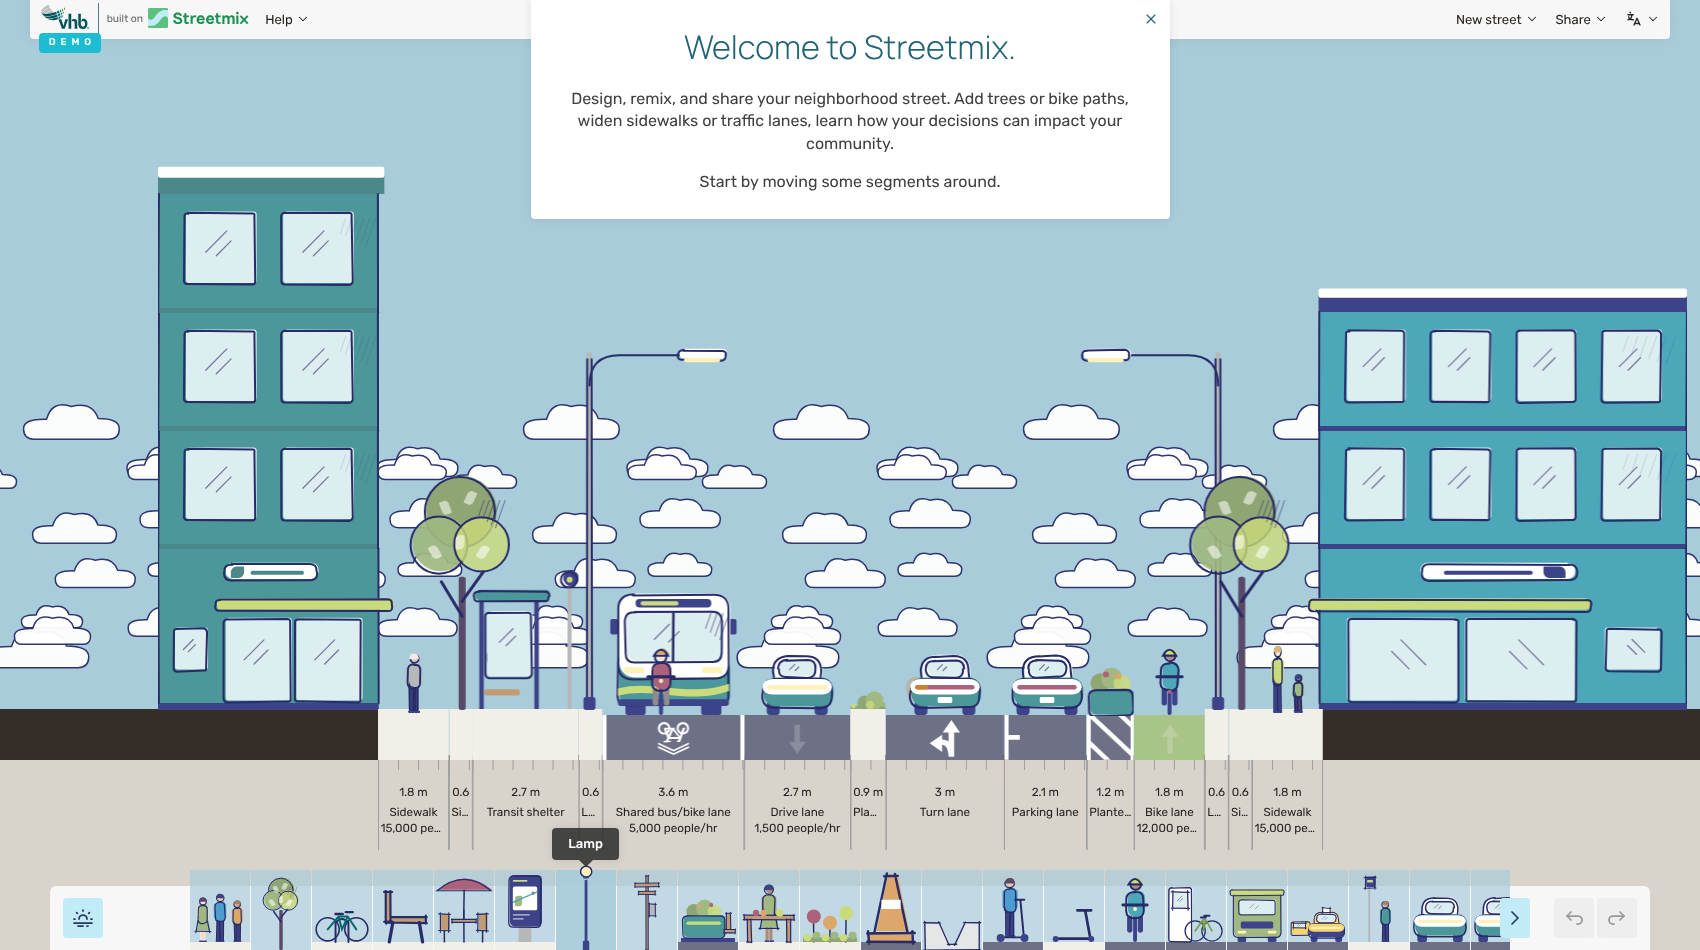 vhb.
DEMO
built on Streetmix
Help
New street
Share
Welcome to Streetmix.
Design, remix, and share your neighborhood street. Add trees or bike paths,
widen sidewalks or traffic lanes, learn how your decisions can impact your
community.
Start by moving some segments around.
1.8 m
Sidewalk
15,000 pe...
0.6
Si...
2.7 m
Transit shelter
0.6
L...
3.6 m
Shared bus/bike lane
5,000 people/hr
2.7 m
Drive lane
1,500 people/hr
0.9 m
Pla...
3 m
Turn lane
2.1 m
Parking lane
1.2 m
Plante...
1.8 m
Bike lane
12,000 pe...
0.6
L...
0.6
Si...
1.8 m
Sidewalk
15,000 pe...
Lamp